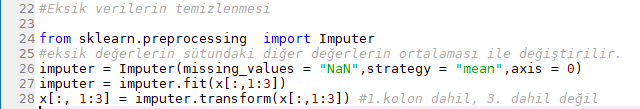 22 #Eksik verilerin temizlenmesi
23
24 from sklearn.preprocessing  import Imputer
25 #eksik değerlerin sütundaki diğer değerlerin ortalaması ile değiştirilir.
26 imputer = Imputer(missing_values = "NaN",strategy = "mean",axis = 0)
27 imputer = imputer.fit(x[:,1:3])
28 x[:, 1:3] = imputer.transform(x[:,1:3]) #1.kolon dahil, 3. dahil değil